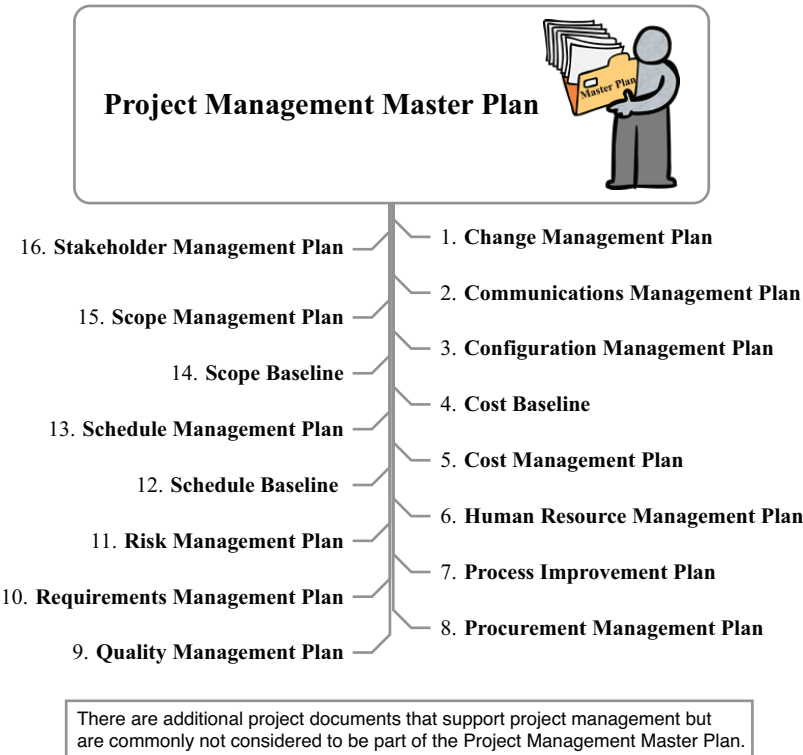 Project Management Master Plan
Master Plan
1. Change Management Plan
2. Communications Management Plan
3. Configuration Management Plan
4. Cost Baseline
5. Cost Management Plan
6. Human Resource Management Plan
7. Process Improvement Plan
8. Procurement Management Plan
9. Quality Management Plan
10. Requirements Management Plan
11. Risk Management Plan
12. Schedule Baseline
13. Schedule Management Plan
14. Scope Baseline
15. Scope Management Plan
16. Stakeholder Management Plan
There are additional project documents that support project management but
are commonly not considered to be part of the Project Management Master Plan.